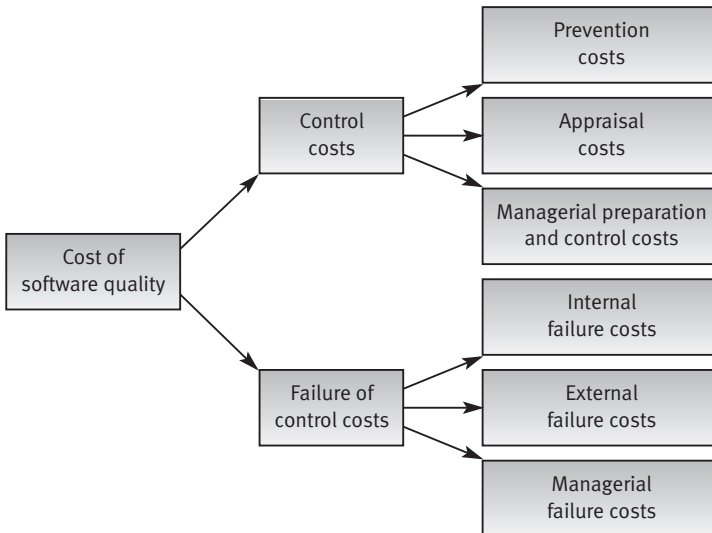 Prevention
costs
Control
costs
Appraisal
costs
Managerial preparation
and control costs
Cost of
software quality
Internal
failure costs
Failure of
control costs
External
failure costs
Managerial
failure costs